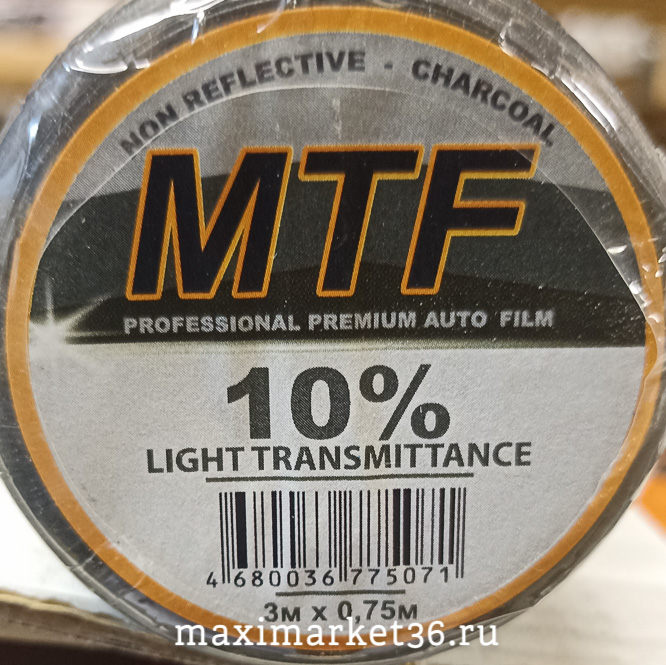 NON REFLECTIVE - CHARCOAL
MTF
PROFESSIONAL PREMIUM AUTO FILM
10%
LIGHT TRANSMITTANCE
4 680036 775071
3м x 0,75м
maximarket36.ru